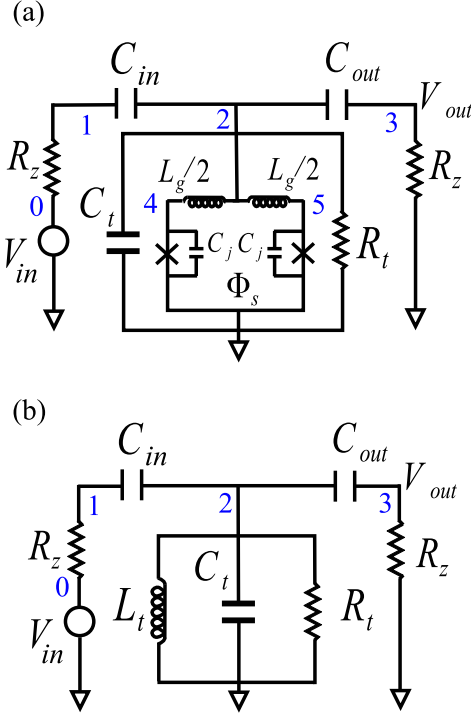 (a)
C_in C_out
1 2 3 V_out
R_z L_g/2 L_g/2 R_z
0 C_t 4 5
V_in C_j C_j R_t
Φ_s
(b)
C_in C_out
1 2 3 V_out
R_z C_t R_z
0 L_t R_t
V_in